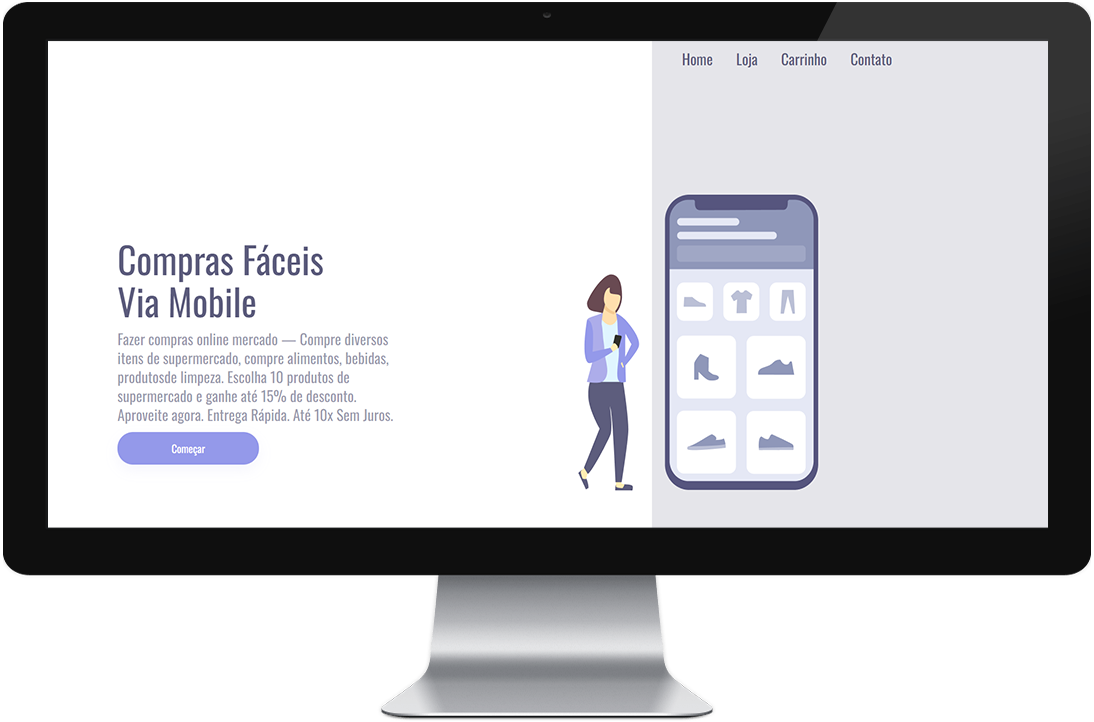 Home Loja Carrinho Contato
Compras Fáceis
Via Mobile
Fazer compras online mercado — Compre diversos
itens de supermercado, compre alimentos, bebidas,
produtosde limpeza. Escolha 10 produtos de
supermercado e ganhe até 15% de desconto.
Aproveite agora. Entrega Rápida. Até 10x Sem Juros.
Começar